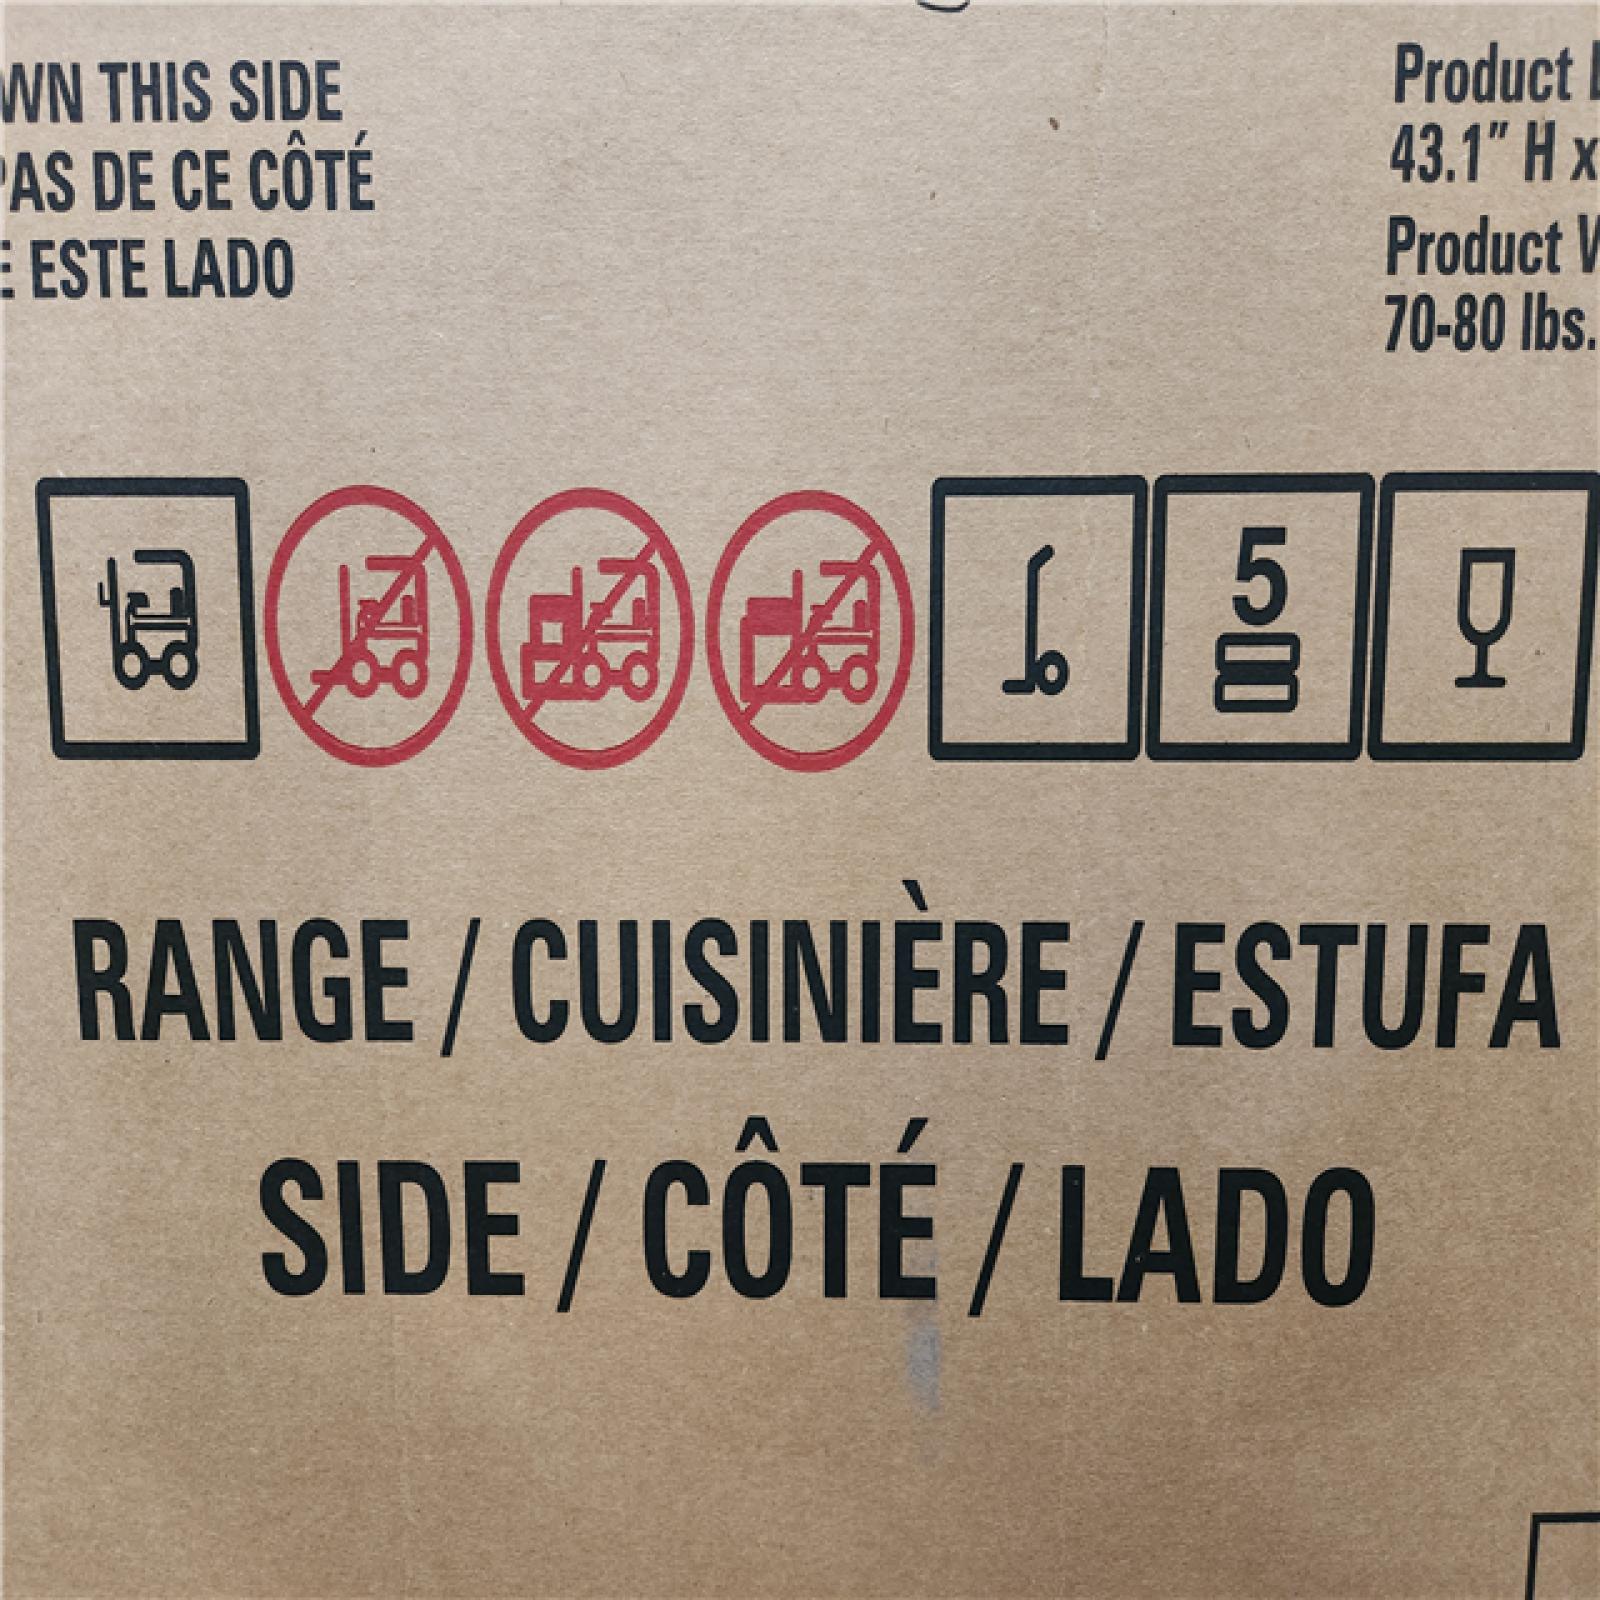 WN THIS SIDE
PAS DE CE CÔTÉ
E ESTE LADO
Product
43.1" H x
Product
70-80 lbs.
5
RANGE / CUISINIÈRE / ESTUFA
SIDE / CÔTÉ / LADO